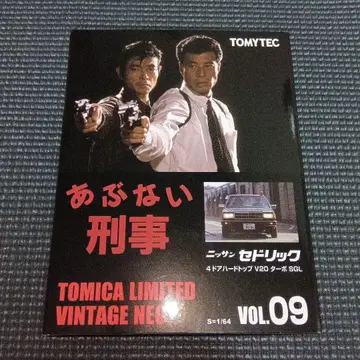 TOMYTEC
あぶない
刑事
ニッサン セドリック
4ドアハードトップ V20 ターボ SGL
TOMICA LIMITED
VINTAGE NEO
S=1/64
VOL.09